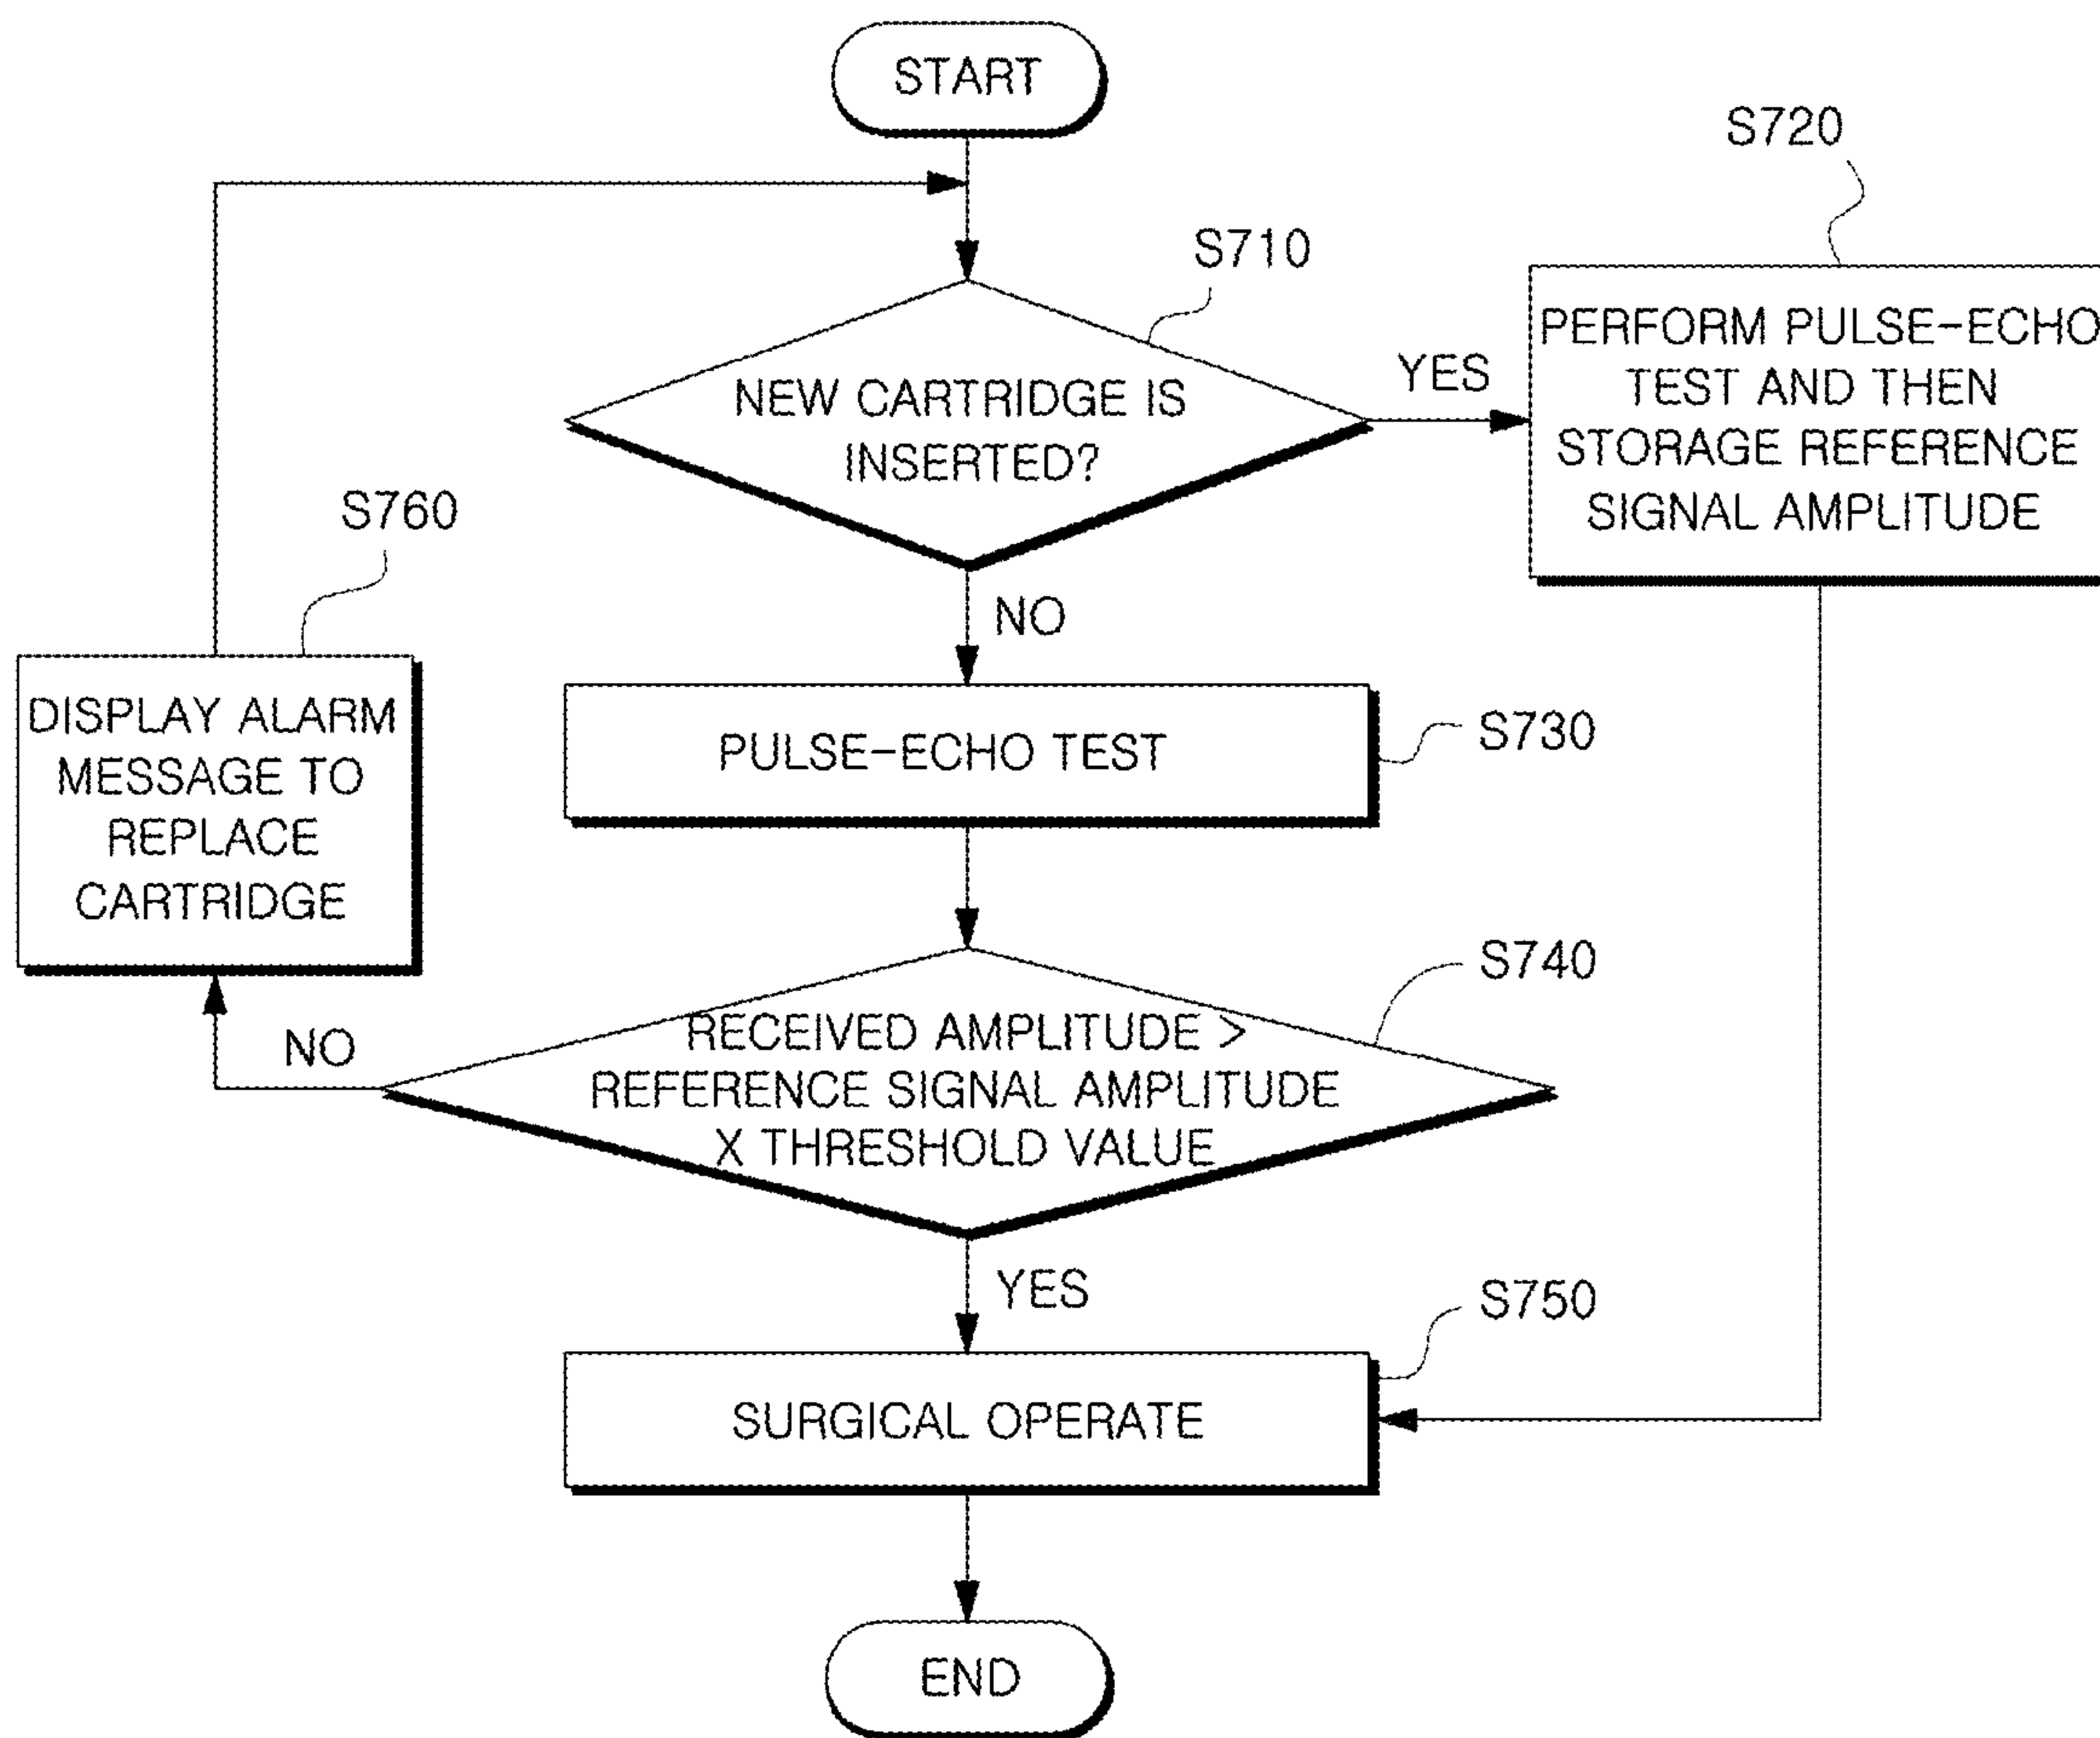 START
S720
S710
PERFORM PULSE-ECHO
TEST AND THEN
STORAGE REFERENCE
SIGNAL AMPLITUDE
YES
NEW CARTRIDGE IS
INSERTED?
S760
NO
DISPLAY ALARM
MESSAGE TO
REPLACE
CARTRIDGE
PULSE-ECHO TEST
S730
S740
NO
RECEIVED AMPLITUDE >
REFERENCE SIGNAL AMPLITUDE
X THRESHOLD VALUE
YES
S750
SURGICAL OPERATE
END